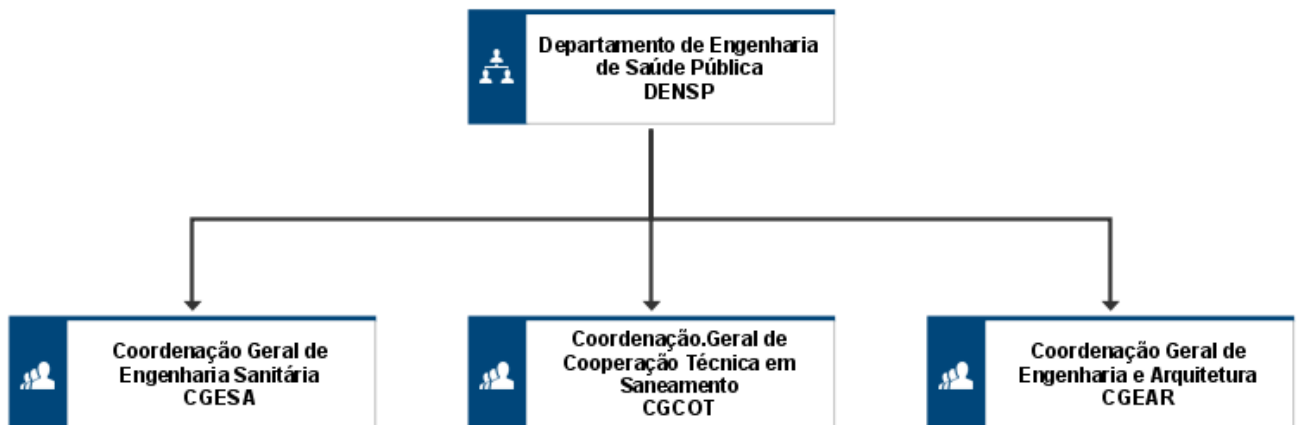 Departamento de Engenharia
de Saúde Pública
DENSP
Coordenação Geral de
Engenharia Sanitária
CGESA
Coordenação.Geral de
Cooperação Técnica em
Saneamento
CGCOT
Coordenação Geral de
Engenharia e Arquitetura
CGEAR